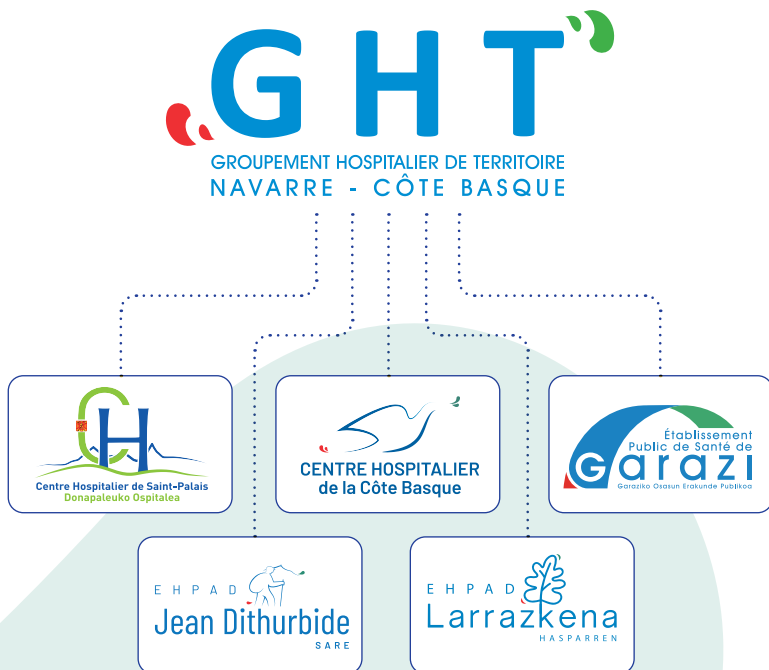 GHT
GROUPEMENT HOSPITALIER DE TERRITOIRE
NAVARRE - CÔTE BASQUE
CH
Centre Hospitalier de Saint-Palais
Donapaleuko Ospitalea
CENTRE HOSPITALIER
de la Côte Basque
Établissement
Public de Santé de
Garazi
Garaziko Osasun Erakunde Publikoa
EHPAD
Jean Dithurbide
SARE
EHPAD
Larrazkena
HASPARREN